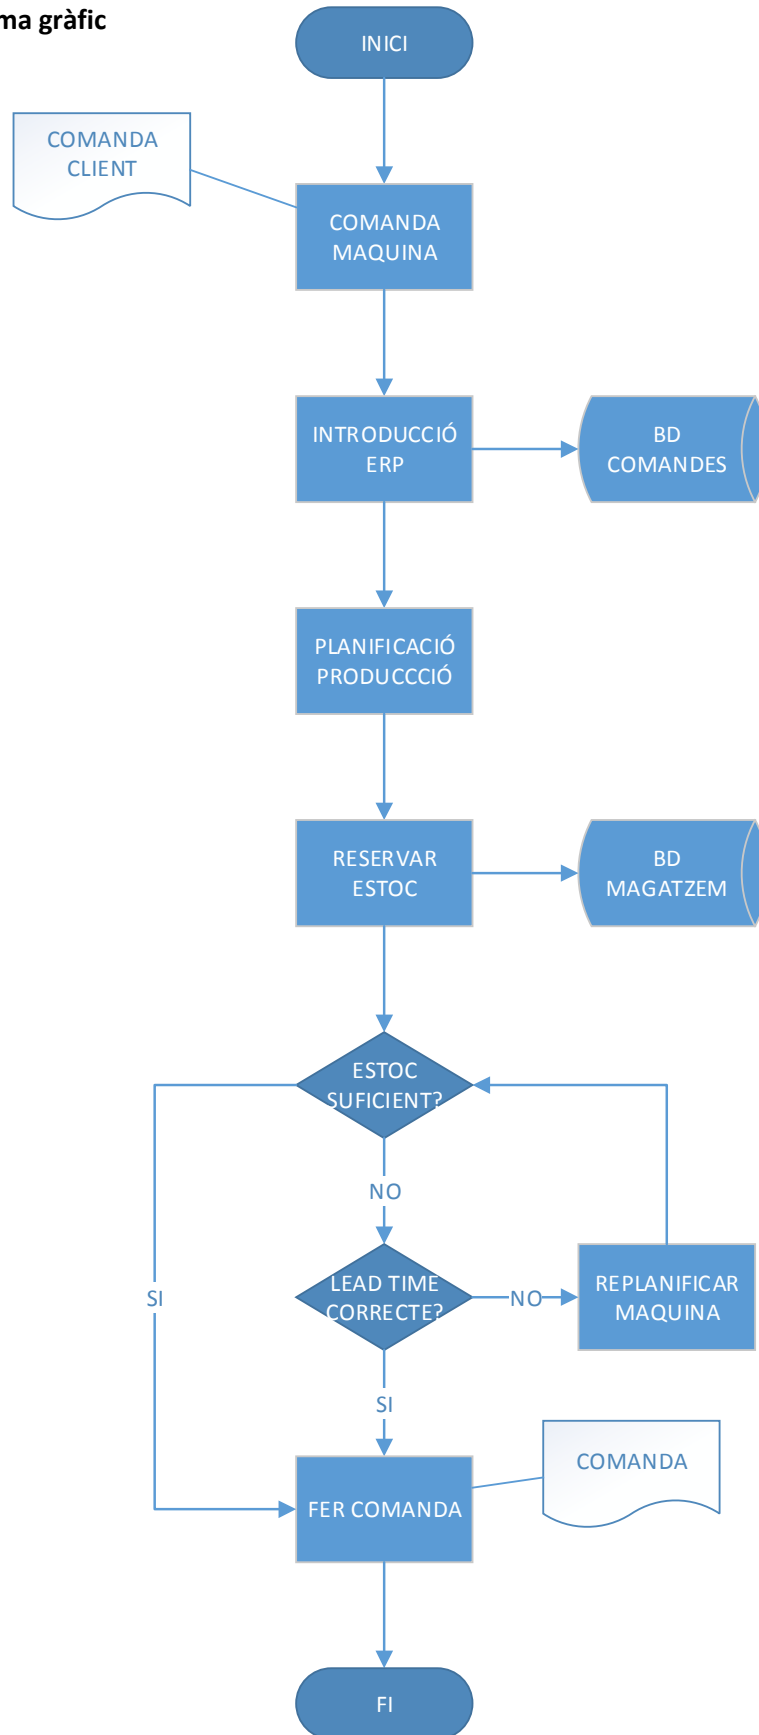 ma gràfic
INICI
COMANDA
CLIENT
COMANDA
MAQUINA
INTRODUCCIÓ
ERP
BD
COMANDES
PLANIFICACIÓ
PRODUCCCIÓ
RESERVAR
ESTOC
BD
MAGATZEM
ESTOC
SUFICIENT?
NO
SI
LEAD TIME
CORRECTE?
NO
REPLANIFICAR
MAQUINA
SI
COMANDA
FER COMANDA
FI